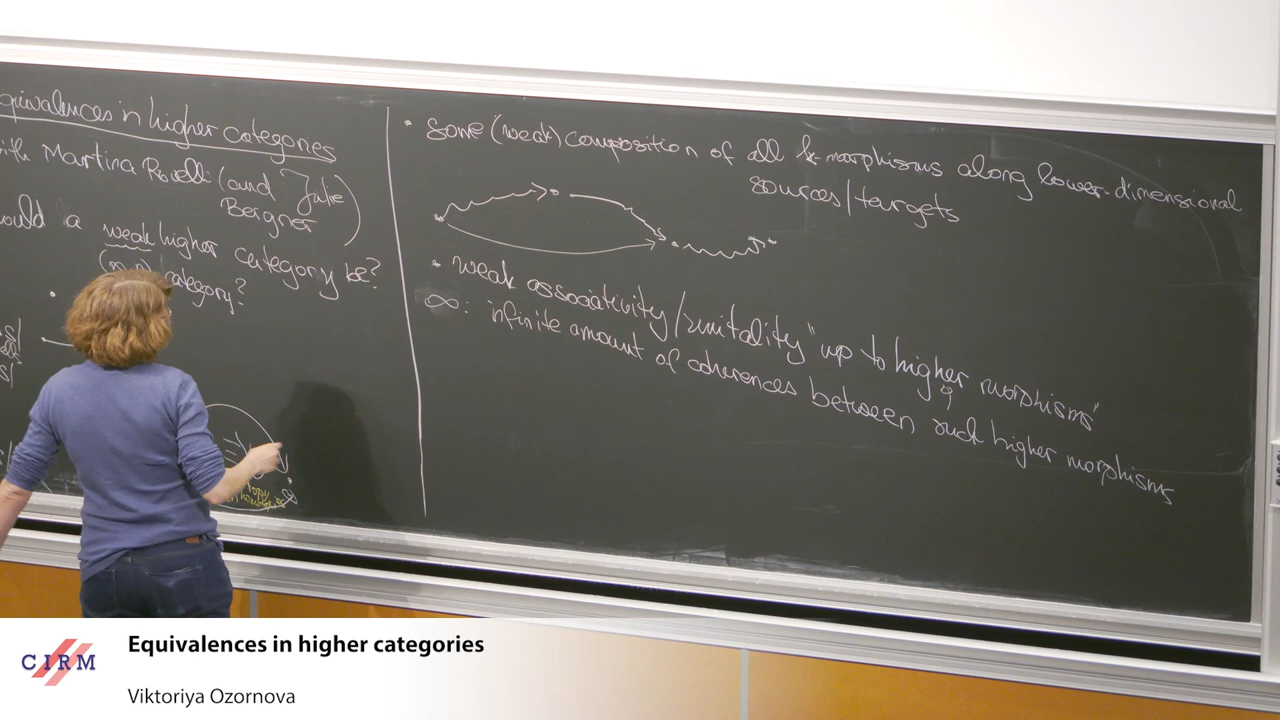 quivalences in higher categories
ith Martina Rovelli (and Julie
Bergner)
ould a weak higher category be?
category?
• some (weak) composition of all k-morphisms along lower-dimensional
sources/targets
• weak associativity/unitality "up to higher morphisms"
∞: infinite amount of coherences between such higher morphisms
CIRM
Equivalences in higher categories
Viktoriya Ozornova